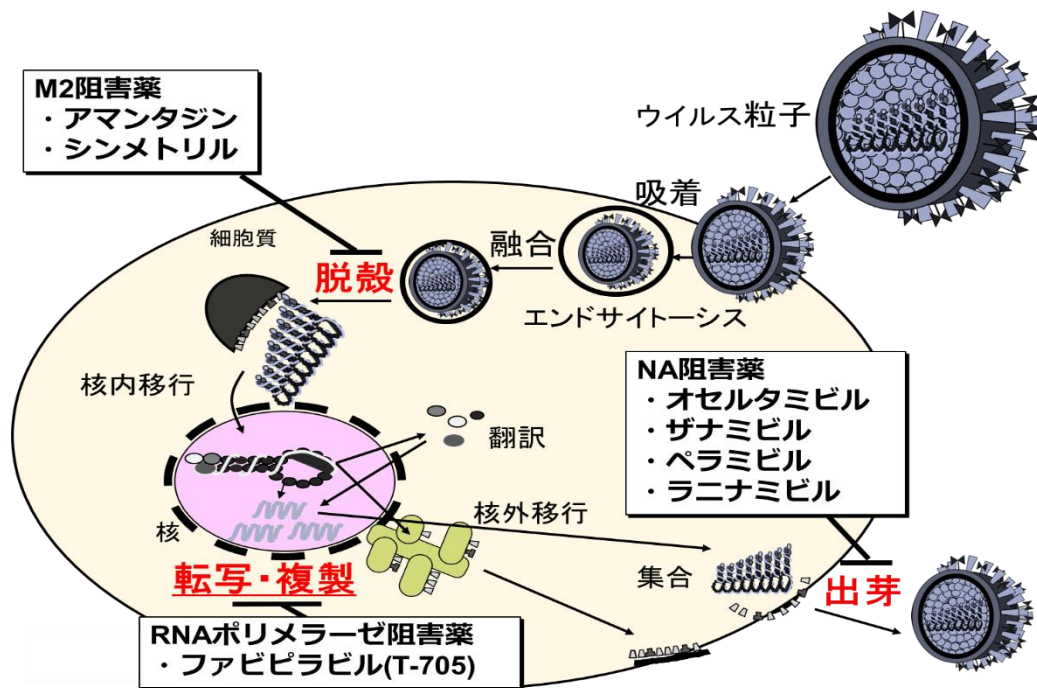 M2阻害薬
・アマンタジン
・シンメトリル
ウイルス粒子
吸着
細胞質
融合
脱殻
エンドサイトーシス
核内移行
NA阻害薬
・オセルタミビル
・ザナミビル
・ペラミビル
・ラニナミビル
翻訳
核外移行
核
集合
転写・複製
出芽
RNAポリメラーゼ阻害薬
・ファビピラビル(T-705)